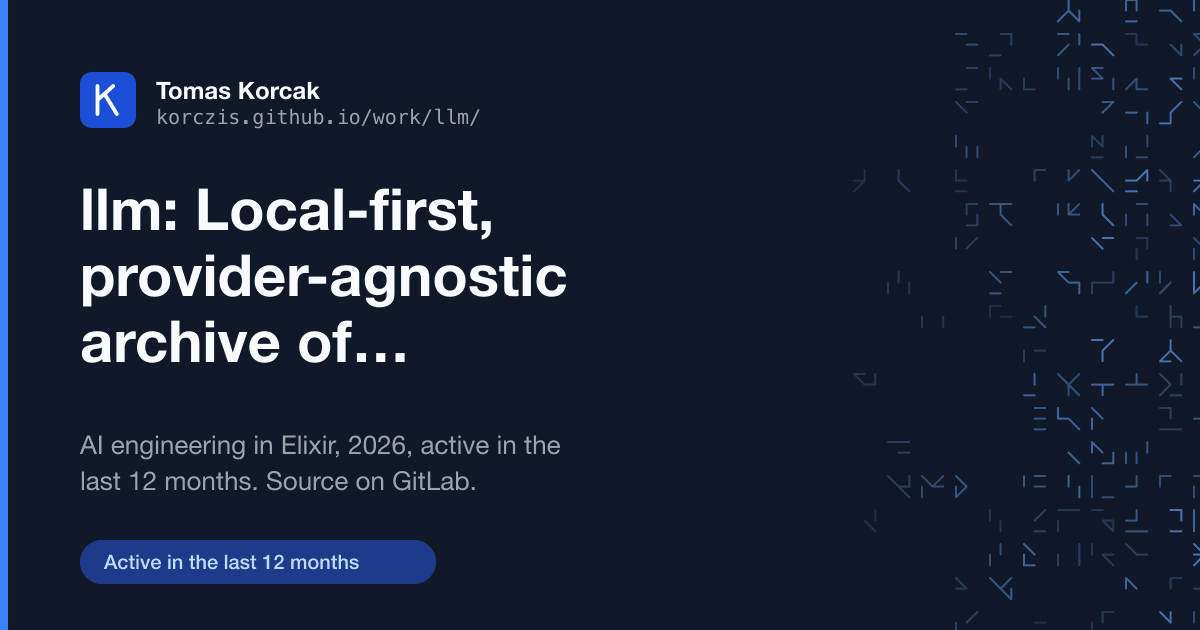 K
Tomas Korcak
korczis.github.io/work/llm/
llm: Local-first,
provider-agnostic
archive of…
AI engineering in Elixir, 2026, active in the
last 12 months. Source on GitLab.
Active in the last 12 months